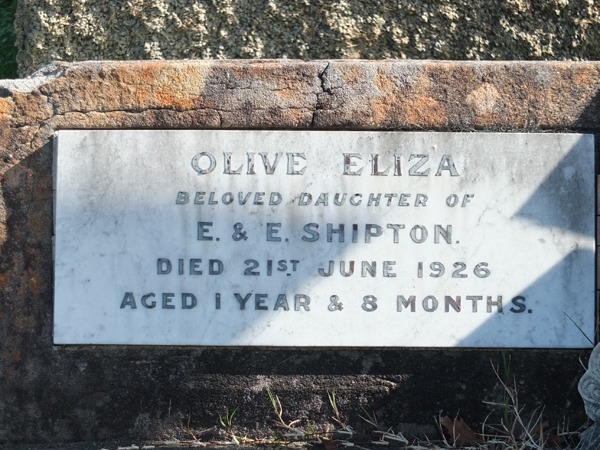 OLIVE ELIZA
BELOVED DAUGHTER OF
E. & E. SHIPTON.
DIED 21ST JUNE 1926
AGED 1 YEAR & 8 MONTHS.